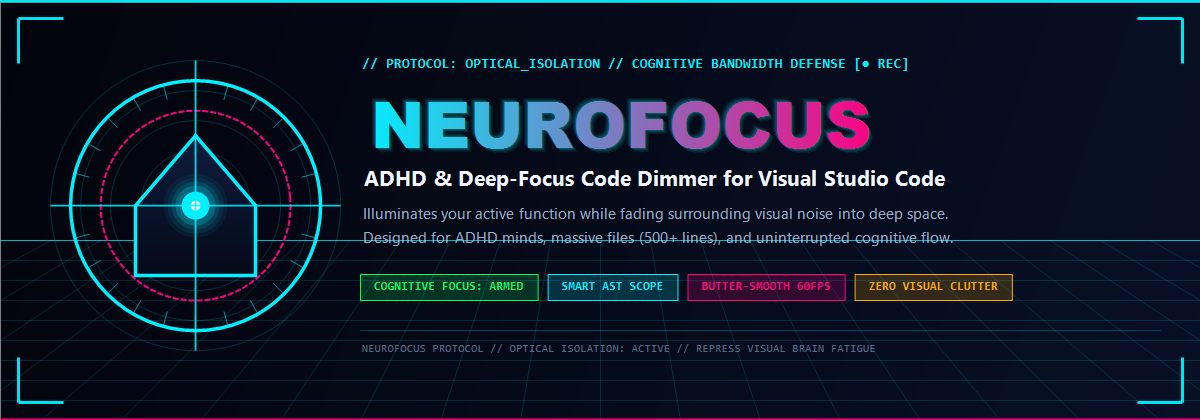 // PROTOCOL: OPTICAL_ISOLATION // COGNITIVE BANDWIDTH DEFENSE [● REC]
NEUROFOCUS
ADHD & Deep-Focus Code Dimmer for Visual Studio Code
Illuminates your active function while fading surrounding visual noise into deep space.
Designed for ADHD minds, massive files (500+ lines), and uninterrupted cognitive flow.
COGNITIVE FOCUS: ARMED SMART AST SCOPE BUTTER-SMOOTH 60FPS ZERO VISUAL CLUTTER
NEUROFOCUS PROTOCOL // OPTICAL ISOLATION: ACTIVE // REPRESS VISUAL BRAIN FATIGUE